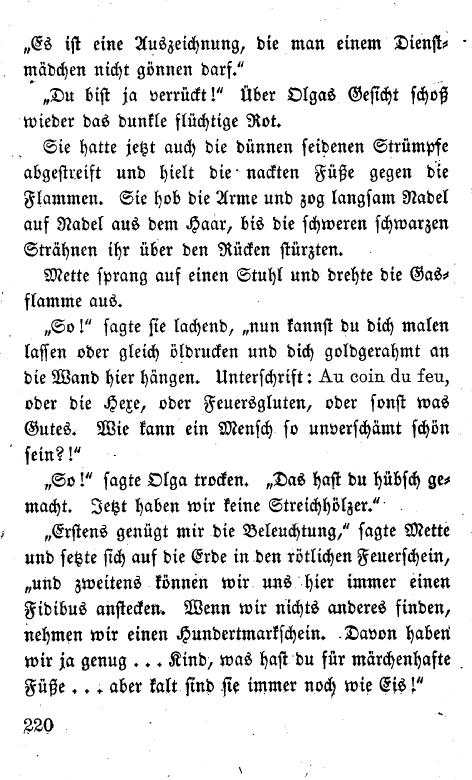 „Es ist eine Auszeichnung, die man einem Dienst-
mädchen nicht gönnen darf.“
„Du bist ja verrückt!“ Über Olgas Gesicht schoß
wieder das dunkle flüchtige Rot.
Sie hatte jetzt auch die dünnen seidenen Strümpfe
abgestreift und hielt die nackten Füße gegen die
Flammen. Sie hob die Arme und zog langsam Nadel
auf Nadel aus dem Haar, bis die schweren schwarzen
Strähnen ihr über den Rücken stürzten.
Mette sprang auf einen Stuhl und drehte die Gas-
flamme aus.
„So!“ sagte sie lachend, „nun kannst du dich malen
lassen oder gleich öldrucken und dich goldgerahmt an
die Wand hier hängen. Unterschrift: Au coin du feu,
oder die Hexe, oder Feuersgluten, oder sonst was
Gutes. Wie kann ein Mensch so unverschämt schön
sein?!“
„So!“ sagte Olga trocken. „Das hast du hübsch ge-
macht. Jetzt haben wir keine Streichhölzer.“
„Erstens genügt mir die Beleuchtung,“ sagte Mette
und setzte sich auf die Erde in den rötlichen Feuerschein,
„und zweitens können wir uns hier immer einen
Fidibus anstecken. Wenn wir nichts anderes finden,
nehmen wir einen Hundertmarkschein. Davon haben
wir ja genug ... Kind, was hast du für märchenhafte
Füße ... aber kalt sind sie immer noch wie Eis!“
220